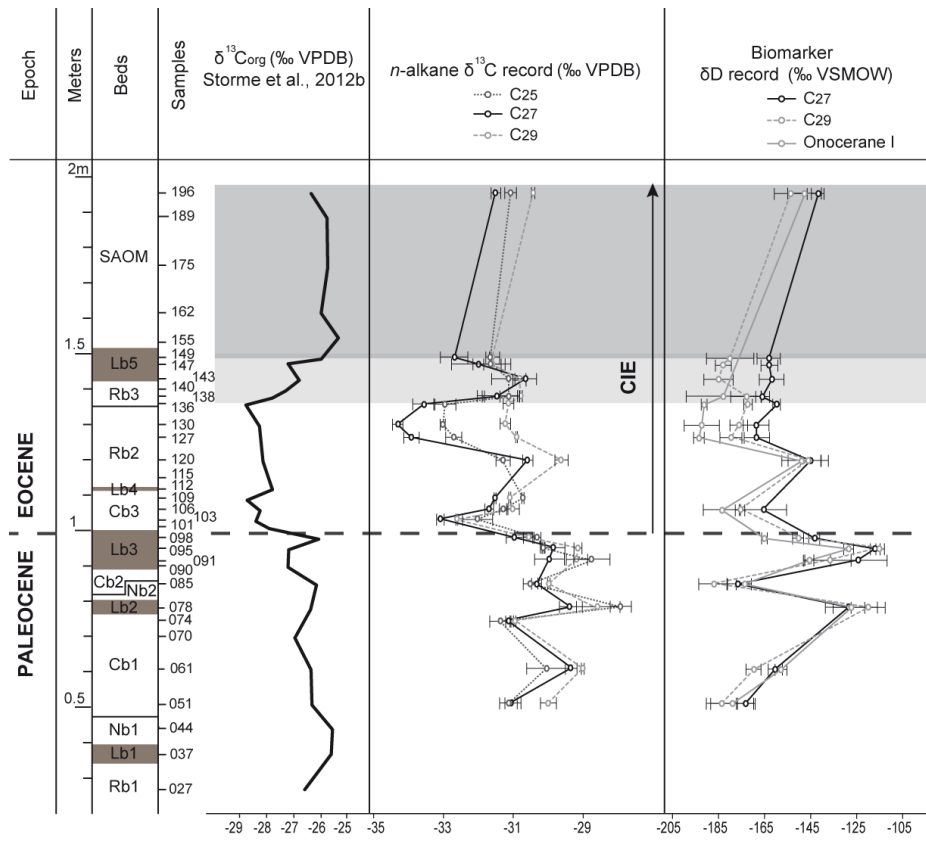 Epoch
Meters
Beds
Samples
δ¹³Corg (‰ VPDB)
Storme et al., 2012b
n-alkane δ¹³C record (‰ VPDB)
C25
C27
C29
Biomarker
δD record (‰ VSMOW)
C27
C29
Onocerane I
2m
1.5
1
0.5
EOCENE
PALEOCENE
SAOM
Lb5
Rb3
Rb2
Lb4
Cb3
Lb3
Cb2
Nb2
Lb2
Cb1
Nb1
Lb1
Rb1
196
189
175
162
155
149
147
143
140
138
136
130
127
120
115
112
109
106
103
101
098
095
091
090
085
078
074
070
061
051
044
037
027
CIE
-29 -28 -27 -26 -25
-35 -33 -31 -29
-205 -185 -165 -145 -125 -105